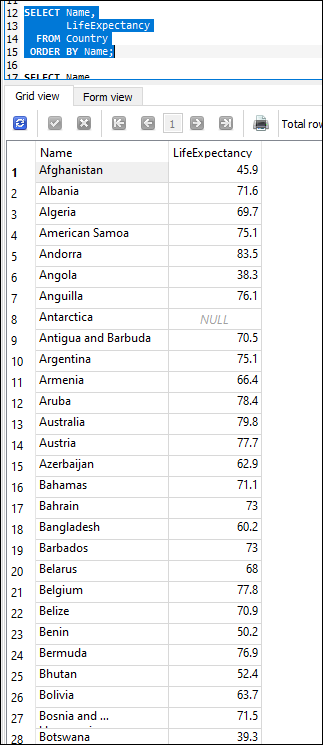 11
12 SELECT Name,
13 LifeExpectancy
14 FROM Country
15 ORDER BY Name;
16
17 SELECT Name
Grid view Form view
1 Total row
Name LifeExpectancy
1 Afghanistan 45.9
2 Albania 71.6
3 Algeria 69.7
4 American Samoa 75.1
5 Andorra 83.5
6 Angola 38.3
7 Anguilla 76.1
8 Antarctica NULL
9 Antigua and Barbuda 70.5
10 Argentina 75.1
11 Armenia 66.4
12 Aruba 78.4
13 Australia 79.8
14 Austria 77.7
15 Azerbaijan 62.9
16 Bahamas 71.1
17 Bahrain 73
18 Bangladesh 60.2
19 Barbados 73
20 Belarus 68
21 Belgium 77.8
22 Belize 70.9
23 Benin 50.2
24 Bermuda 76.9
25 Bhutan 52.4
26 Bolivia 63.7
27 Bosnia and ... 71.5
28 Botswana 39.3